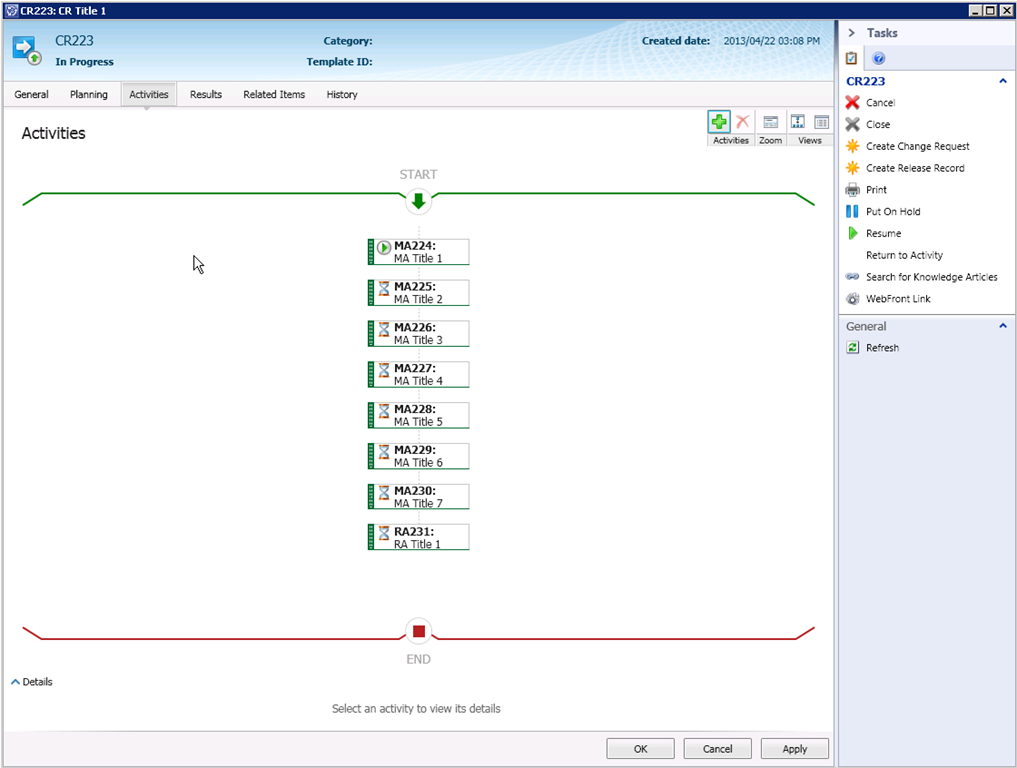 CR223: CR Title 1
CR223
In Progress
Category:
Template ID:
Created date: 2013/04/22 03:08 PM
General Planning Activities Results Related Items History
Activities
Activities Zoom Views
START
MA224:
MA Title 1
MA225:
MA Title 2
MA226:
MA Title 3
MA227:
MA Title 4
MA228:
MA Title 5
MA229:
MA Title 6
MA230:
MA Title 7
RA231:
RA Title 1
END
Details
Select an activity to view its details
OK Cancel Apply
Tasks
CR223
Cancel
Close
Create Change Request
Create Release Record
Print
Put On Hold
Resume
Return to Activity
Search for Knowledge Articles
WebFront Link
General
Refresh